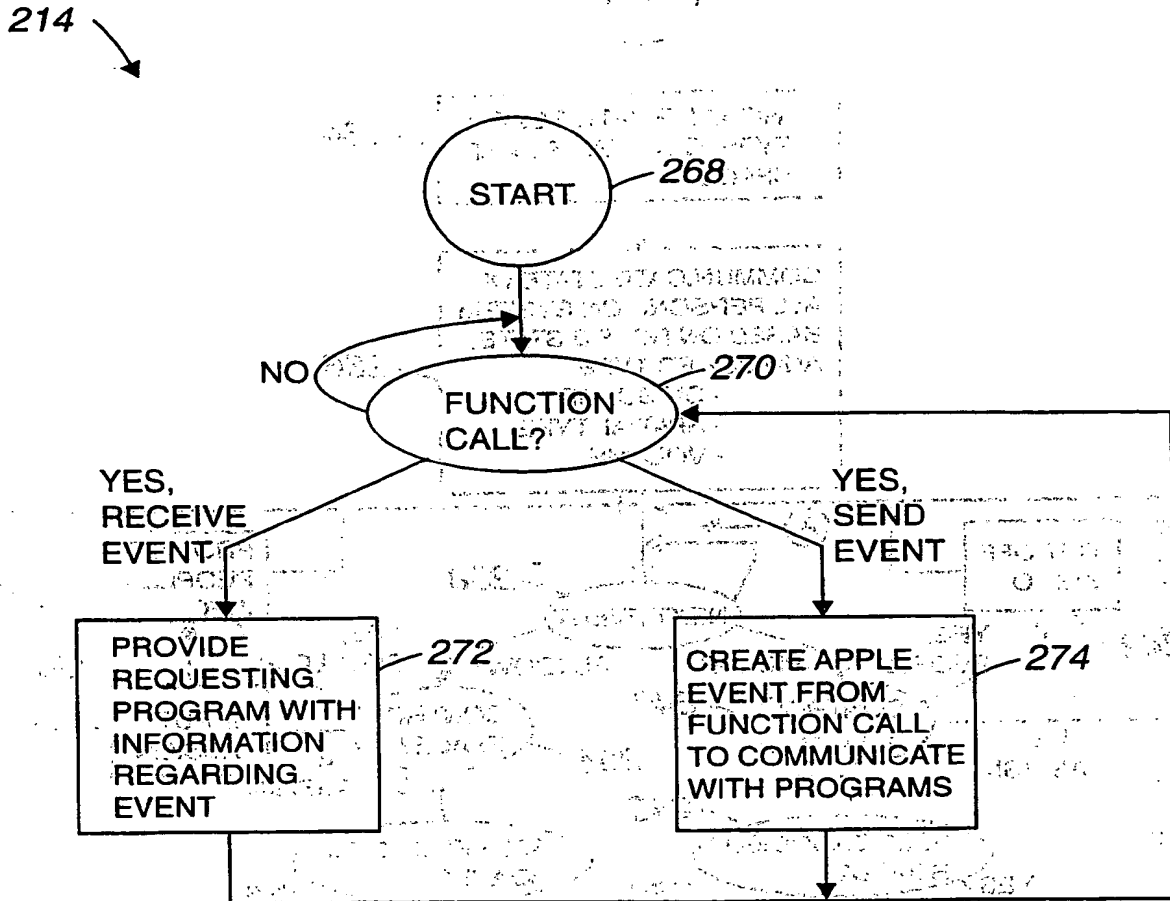 214
START
268
NO
270
FUNCTION
CALL?
YES,
RECEIVE
EVENT
YES,
SEND
EVENT
PROVIDE
REQUESTING
PROGRAM WITH
INFORMATION
REGARDING
EVENT
272
CREATE APPLE
EVENT FROM
FUNCTION CALL
TO COMMUNICATE
WITH PROGRAMS
274